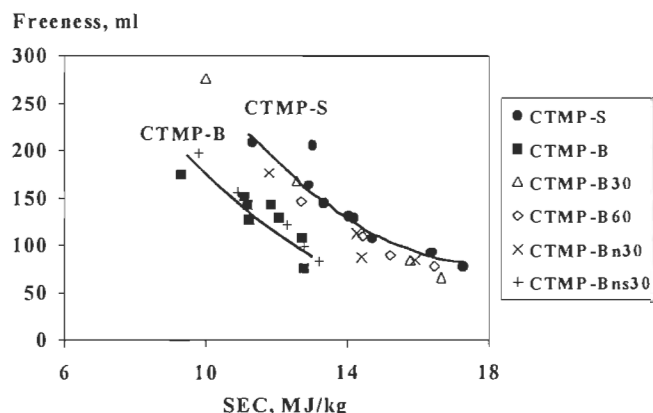 Freeness, ml
300
250
200
150
100
50
0
CTMP-S
CTMP-B
6
10
14
18
SEC, MJ/kg
CTMP-S
CTMP-B
CTMP-B30
CTMP-B60
CTMP-Bn30
CTMP-Bns30